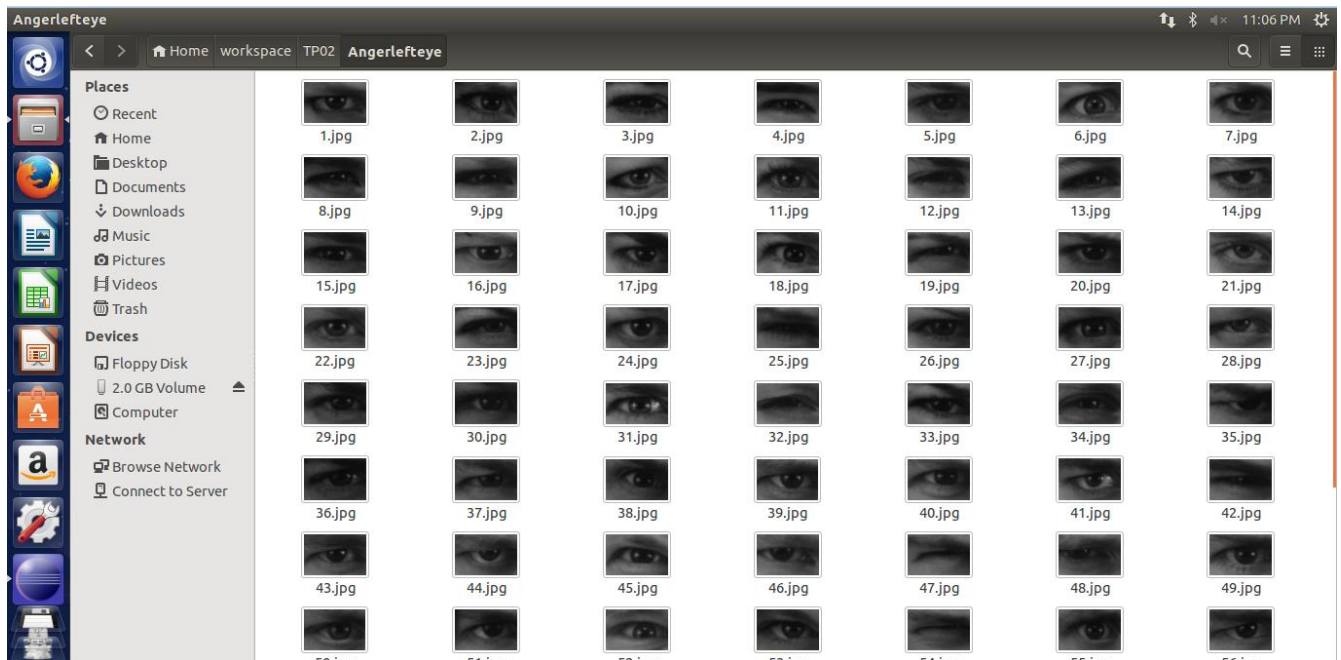 Angerlefteye
11:06 PM
Home workspace TP02 Angerlefteye
Places
Recent
Home
Desktop
Documents
Downloads
Music
Pictures
Videos
Trash
Devices
Floppy Disk
2.0 GB Volume
Computer
Network
Browse Network
Connect to Server
1.jpg 2.jpg 3.jpg 4.jpg 5.jpg 6.jpg 7.jpg
8.jpg 9.jpg 10.jpg 11.jpg 12.jpg 13.jpg 14.jpg
15.jpg 16.jpg 17.jpg 18.jpg 19.jpg 20.jpg 21.jpg
22.jpg 23.jpg 24.jpg 25.jpg 26.jpg 27.jpg 28.jpg
29.jpg 30.jpg 31.jpg 32.jpg 33.jpg 34.jpg 35.jpg
36.jpg 37.jpg 38.jpg 39.jpg 40.jpg 41.jpg 42.jpg
43.jpg 44.jpg 45.jpg 46.jpg 47.jpg 48.jpg 49.jpg